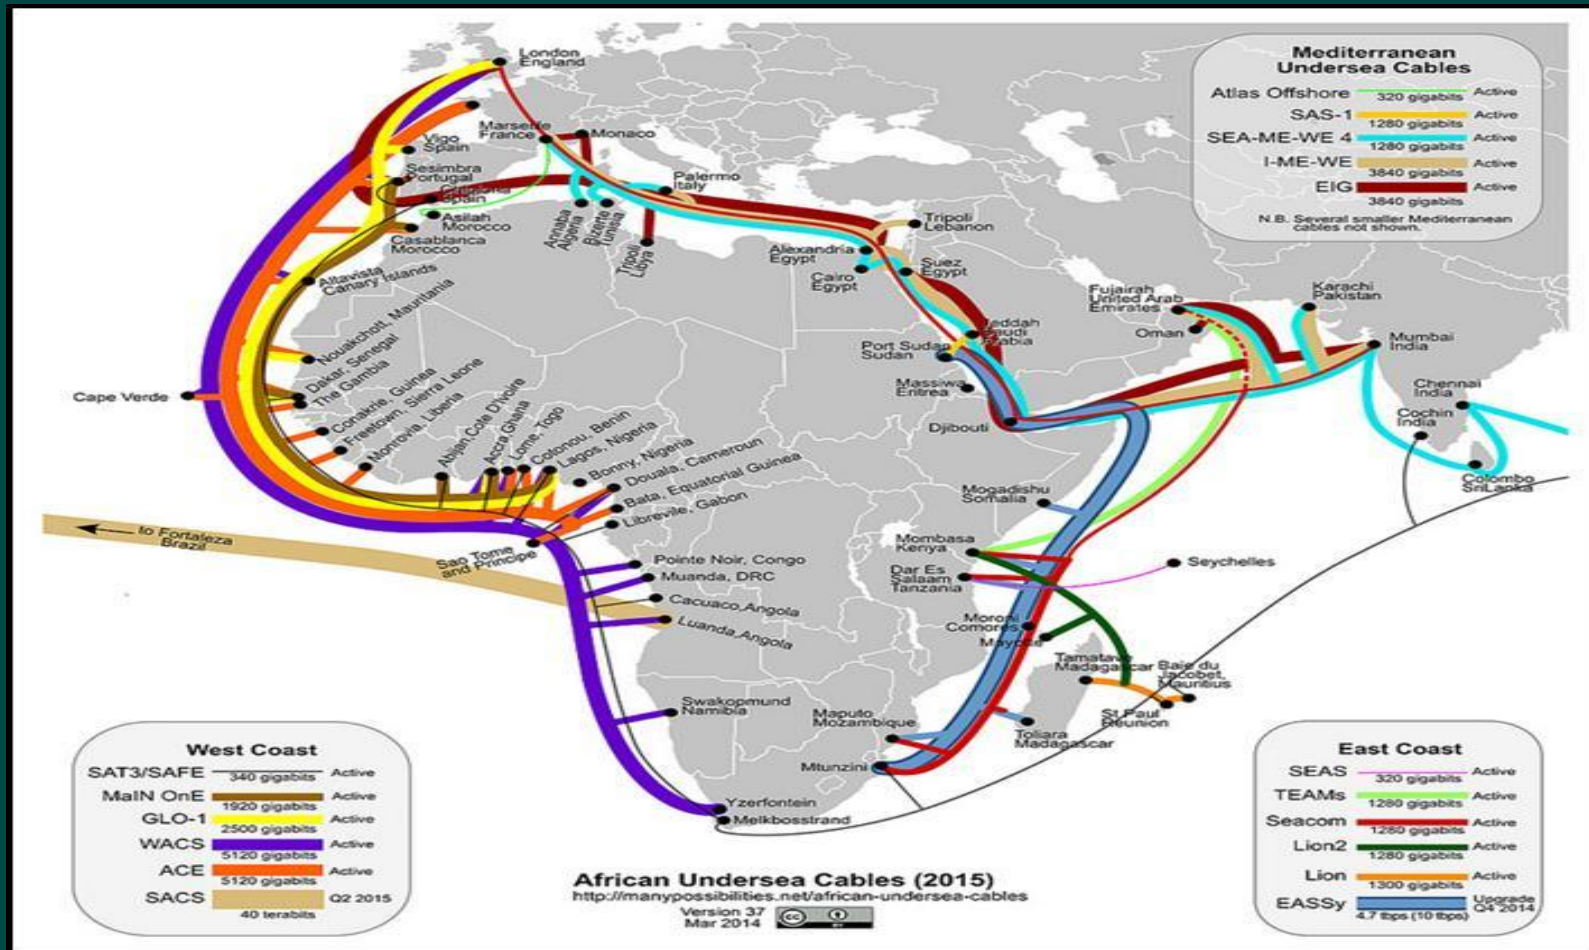 London
England
Vigo
Spain
Marseille
France
Monaco
Sesimbra
Portugal
Spain
Asilah
Morocco
Casablanca
Morocco
Palermo
Italy
Annaba
Algeria
Bizerte
Tunisia
Tripoli
Libya
Tripoli
Lebanon
Alexandria
Egypt
Cairo
Egypt
Suez
Egypt
Altavista
Canary Islands
Nouakchott, Mauritania
Dakar, Senegal
The Gambia
Conakrie, Guinea
Freetown, Sierra Leone
Monrovia, Liberia
Abijan,Cote D'Ivoire
Accra,Ghana
Lome, Togo
Cotonou, Benin
Lagos, Nigeria
Bonny, Nigeria
Douala, Cameroun
Bata, Equatorial Guinea
Libreville, Gabon
Cape Verde
to Fortaleza
Brazil
Sao Tome
and Principe
Pointe Noir, Congo
Muanda, DRC
Cacuaco,Angola
Luanda,Angola
Swakopmund
Namibia
Yzerfontein
Melkbosstrand
Jeddah
Saudi
Arabia
Port Sudan
Sudan
Massiwa
Eritrea
Djibouti
Fujairah
United Arab
Emirates
Oman
Karachi
Pakistan
Mumbai
India
Chennai
India
Cochin
India
Colombo
SriLanka
Mogadishu
Somalia
Mombasa
Kenya
Dar Es
Salaam
Tanzania
Seychelles
Moroni
Comores
Mayotte
Tamatave
Madagascar
Baie du
Jacobet,
Mauritius
St Paul
Reunion
Toliara
Madagascar
Maputo
Mozambique
Mtunzini
Mediterranean
Undersea Cables
Atlas Offshore 320 gigabits Active
SAS-1 1280 gigabits Active
SEA-ME-WE 4 1280 gigabits Active
I-ME-WE 3840 gigabits Active
EIG 3840 gigabits Active
N.B. Several smaller Mediterranean
cables not shown.
West Coast
SAT3/SAFE 340 gigabits Active
MaIN OnE 1920 gigabits Active
GLO-1 2500 gigabits Active
WACS 5120 gigabits Active
ACE 5120 gigabits Active
SACS 40 terabits Q2 2015
East Coast
SEAS 320 gigabits Active
TEAMs 1280 gigabits Active
Seacom 1280 gigabits Active
Lion2 1280 gigabits Active
Lion 1300 gigabits Active
EASSy 4.7 tbps (10 tbps) Upgrade Q4 2014
African Undersea Cables (2015)
http://manypossibilities.net/african-undersea-cables
Version 37
Mar 2014
cc
BY